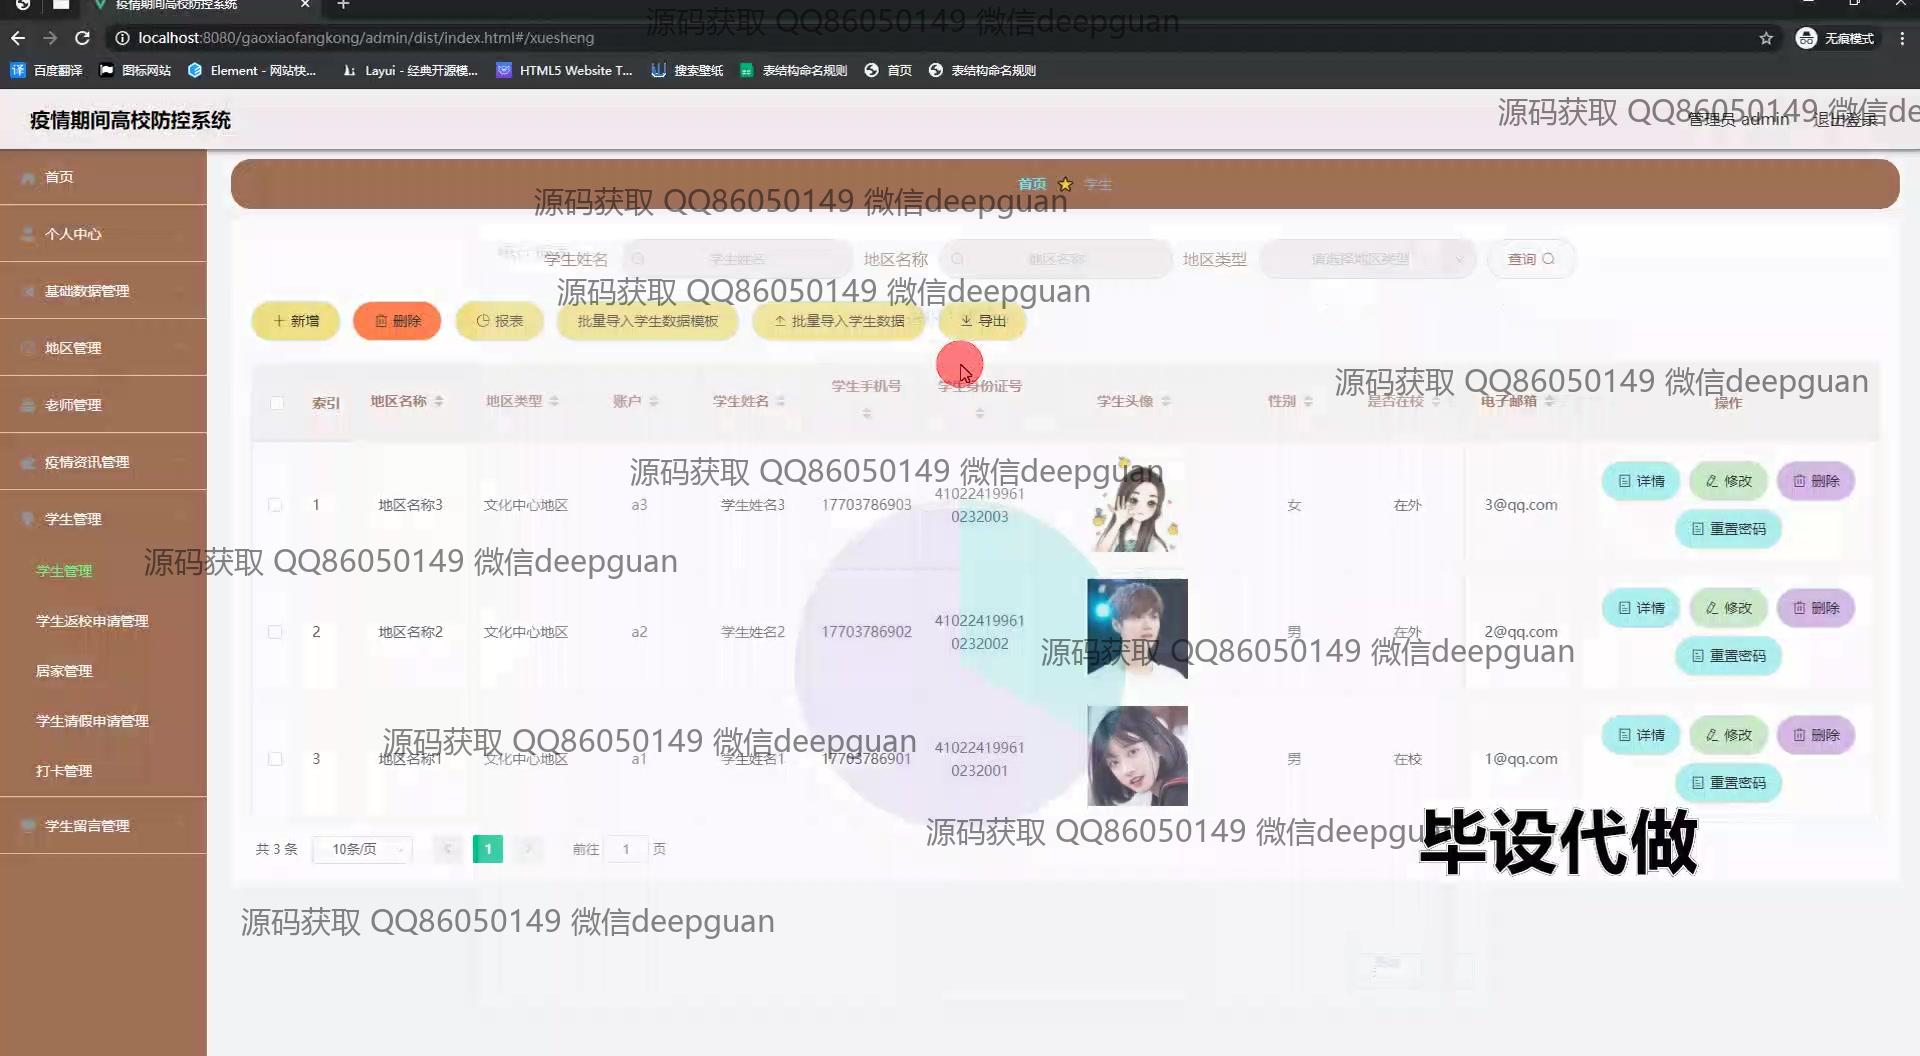 疫情期间高校防控系统
localhost:8080/gaoxiaofangkong/admin/dist/index.html#/xuesheng
无痕模式
百度翻译 图标网站 Element - 网站快... Layui - 经典开源模... HTML5 Website T... 搜索壁纸 表结构命名规则 首页 表结构命名规则
源码获取 QQ86050149 微信deepguan
疫情期间高校防控系统
管理员 admin 退出登录
源码获取 QQ86050149 微信de
首页
个人中心
基础数据管理
地区管理
老师管理
疫情资讯管理
学生管理
学生管理
学生返校申请管理
居家管理
学生请假申请管理
打卡管理
学生留言管理
首页 学生
源码获取 QQ86050149 微信deepguan
学生姓名 学生姓名 地区名称 地区名称 地区类型 请选择地区类型 查询
源码获取 QQ86050149 微信deepguan
新增 删除 报表 批量导入学生数据模板 批量导入学生数据 导出
源码获取 QQ86050149 微信deepguan
索引 地区名称 地区类型 账户 学生姓名 学生手机号 学生身份证号 学生头像 性别 是否在校 电子邮箱 操作
源码获取 QQ86050149 微信deepguan
1 地区名称3 文化中心地区 a3 学生姓名3 17703786903 41022419961
0232003 女 在外 3@qq.com 详情 修改 删除
重置密码
源码获取 QQ86050149 微信deepguan
2 地区名称2 文化中心地区 a2 学生姓名2 17703786902 41022419961
0232002 男 在外 2@qq.com 详情 修改 删除
重置密码
源码获取 QQ86050149 微信deepguan
源码获取 QQ86050149 微信deepguan
3 地区名称1 文化中心地区 a1 学生姓名1 17703786901 41022419961
0232001 男 在校 1@qq.com 详情 修改 删除
重置密码
源码获取 QQ86050149 微信deepgu
毕设代做
共 3 条 10条/页 1 前往 1 页
源码获取 QQ86050149 微信deepguan